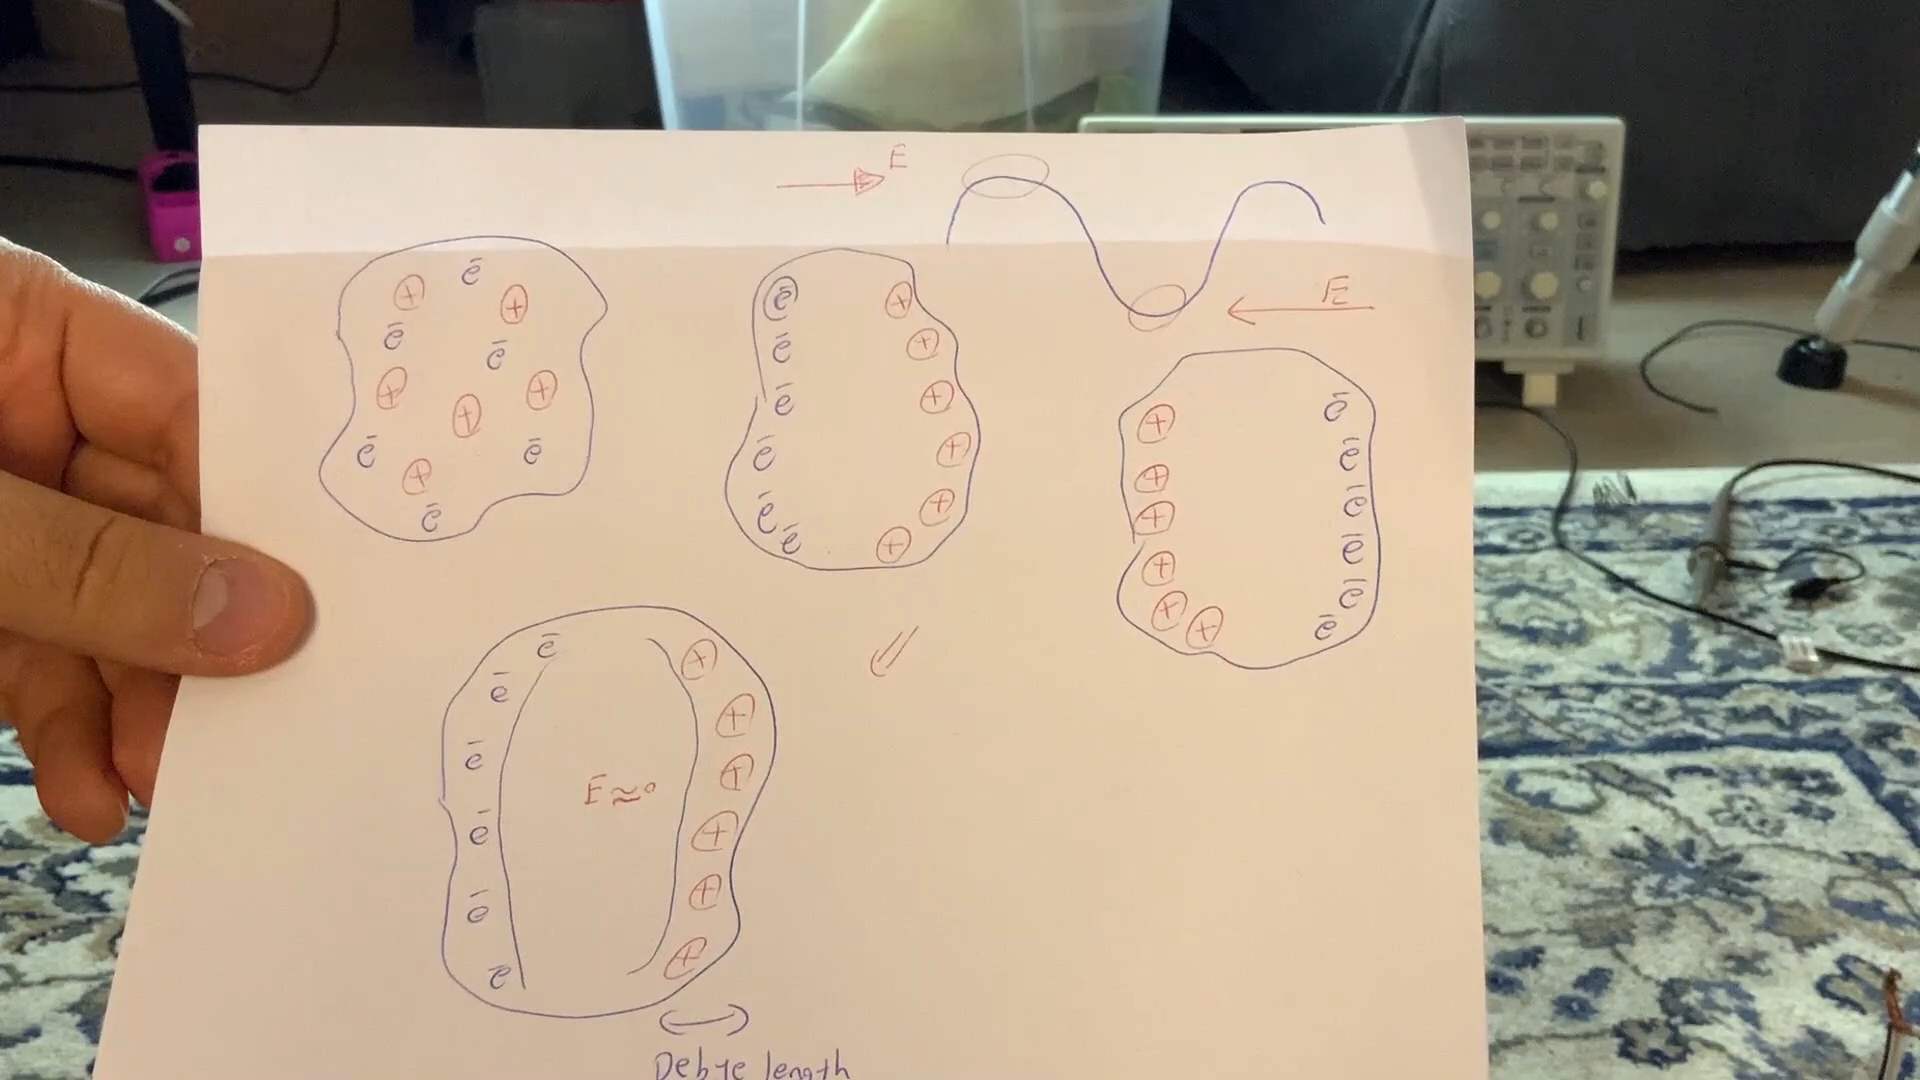 E
E
ē ē ē ē ē ē
+ + + + + +
ē ē ē ē ē ē
+ + + + + +
+ + + + + +
ē ē ē ē ē ē
ē ē ē ē ē ē
E≈0
+ + + + + +
Debye length